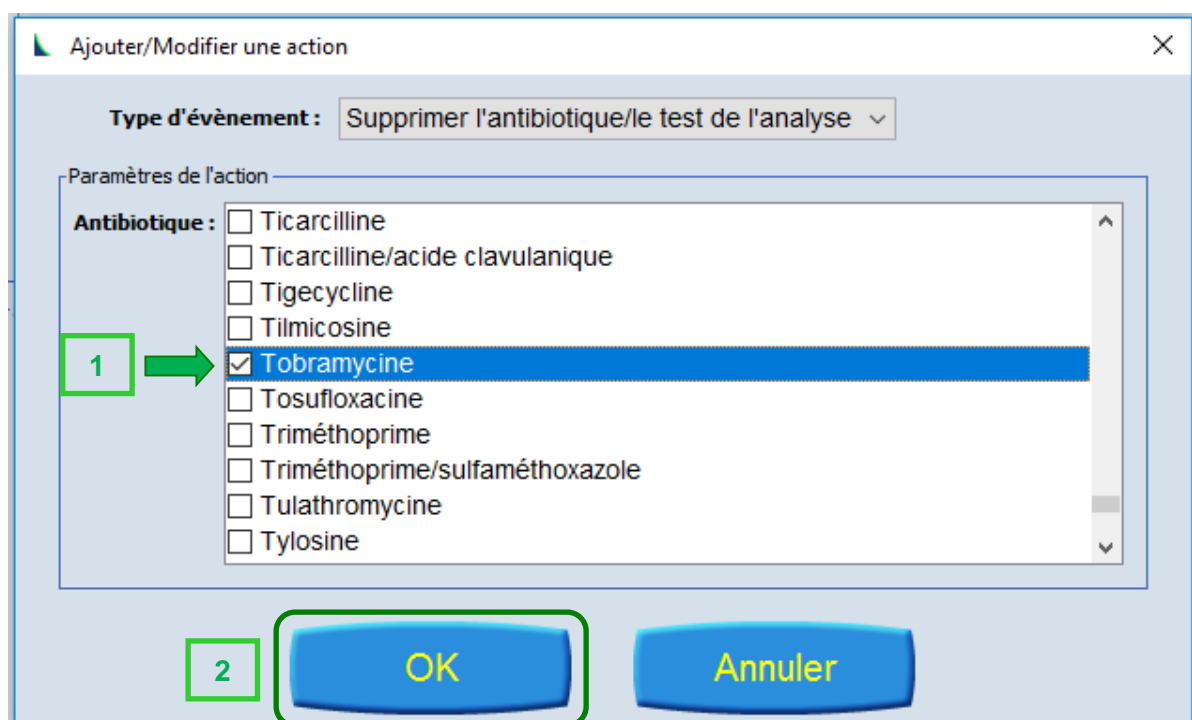 Ajouter/Modifier une action
Type d'évènement : Supprimer l'antibiotique/le test de l'analyse
Paramètres de l'action
Antibiotique : Ticarcilline
Ticarcilline/acide clavulanique
Tigecycline
Tilmicosine
1 Tobramycine
Tosufloxacine
Triméthoprime
Triméthoprime/sulfaméthoxazole
Tulathromycine
Tylosine
2 OK Annuler